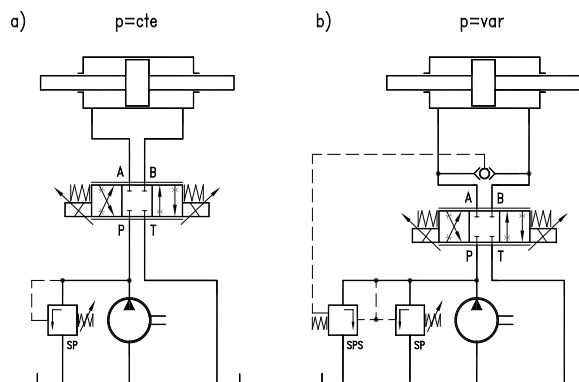 a) p=cte
b) p=var
A B
P T
SP
A B
P T
SPS SP